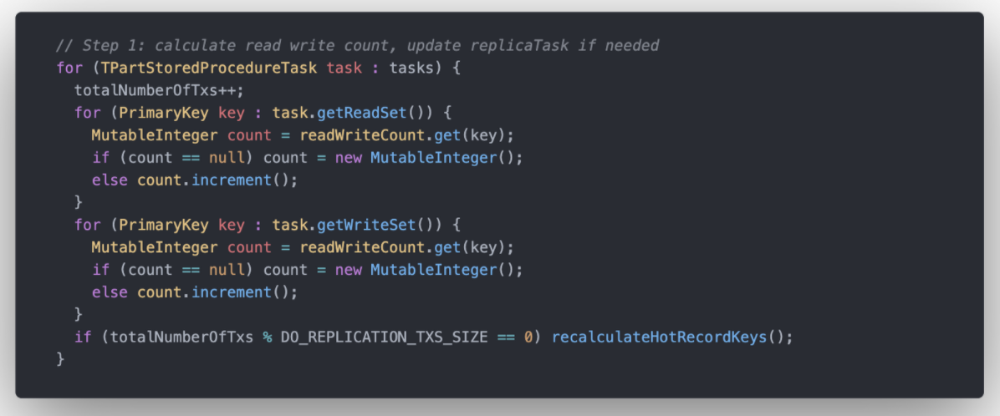 // Step 1: calculate read write count, update replicaTask if needed
for (TPartStoredProcedureTask task : tasks) {
  totalNumberOfTxs++;
  for (PrimaryKey key : task.getReadSet()) {
    MutableInteger count = readWriteCount.get(key);
    if (count == null) count = new MutableInteger();
    else count.increment();
  }
  for (PrimaryKey key : task.getWriteSet()) {
    MutableInteger count = readWriteCount.get(key);
    if (count == null) count = new MutableInteger();
    else count.increment();
  }
  if (totalNumberOfTxs % DO_REPLICATION_TXS_SIZE == 0) recalculateHotRecordKeys();
}